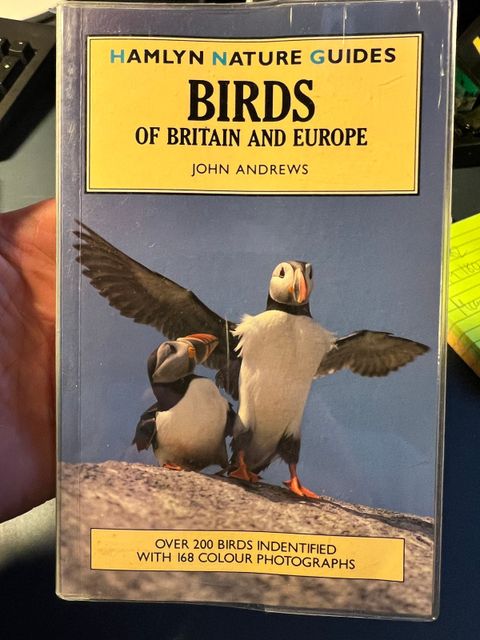 HAMLYN NATURE GUIDES
BIRDS
OF BRITAIN AND EUROPE
JOHN ANDREWS
OVER 200 BIRDS INDENTIFIED
WITH 168 COLOUR PHOTOGRAPHS